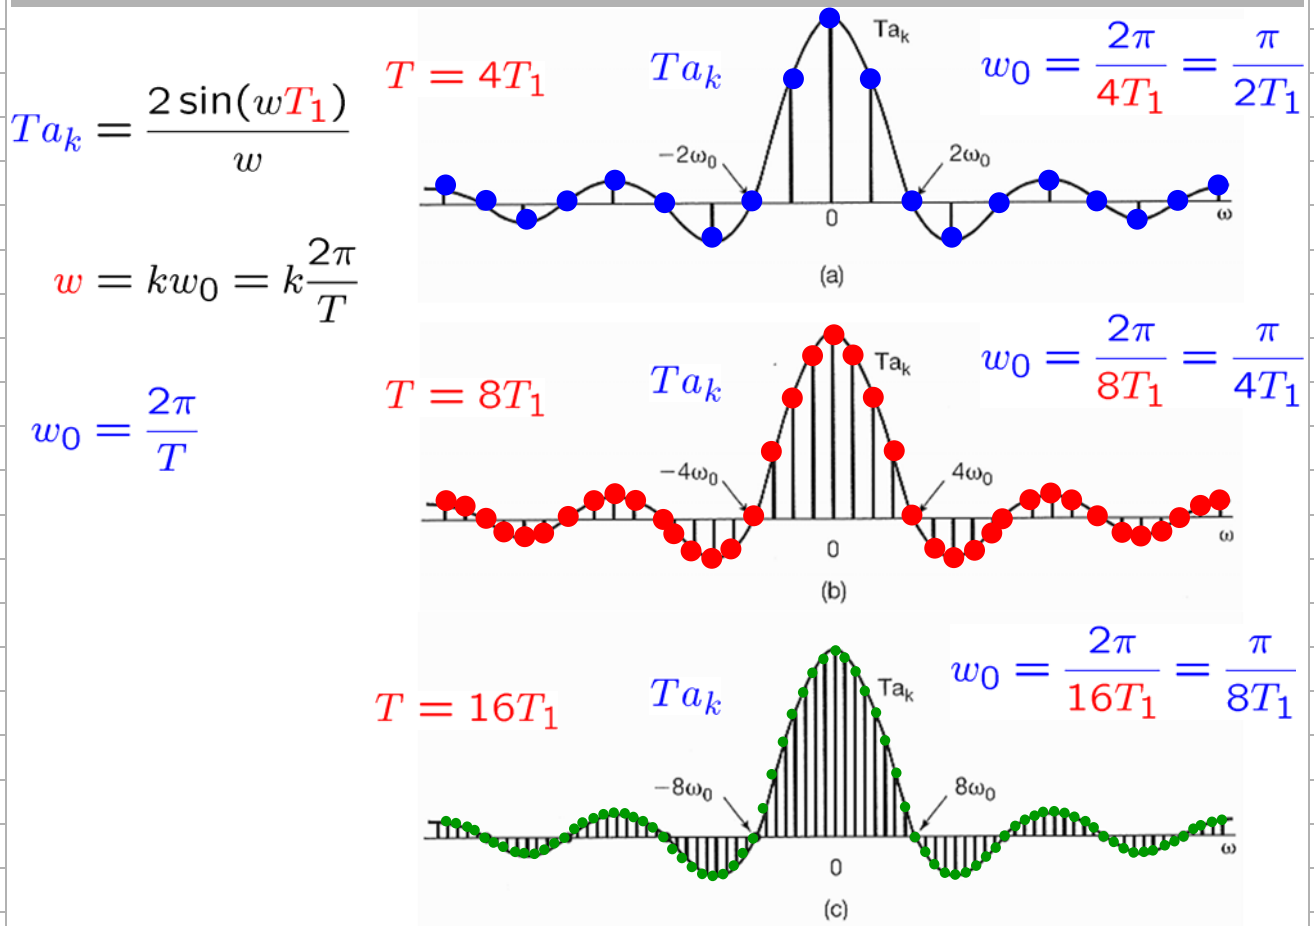 Ta_k = 2 sin(wT_1) / w
w = kw_0 = k 2π/T
w_0 = 2π/T
T = 4T_1
Ta_k
Ta_k
w_0 = 2π/4T_1 = π/2T_1
−2ω_0
2ω_0
0
ω
(a)
T = 8T_1
Ta_k
Ta_k
w_0 = 2π/8T_1 = π/4T_1
−4ω_0
4ω_0
0
ω
(b)
T = 16T_1
Ta_k
Ta_k
w_0 = 2π/16T_1 = π/8T_1
−8ω_0
8ω_0
0
ω
(c)